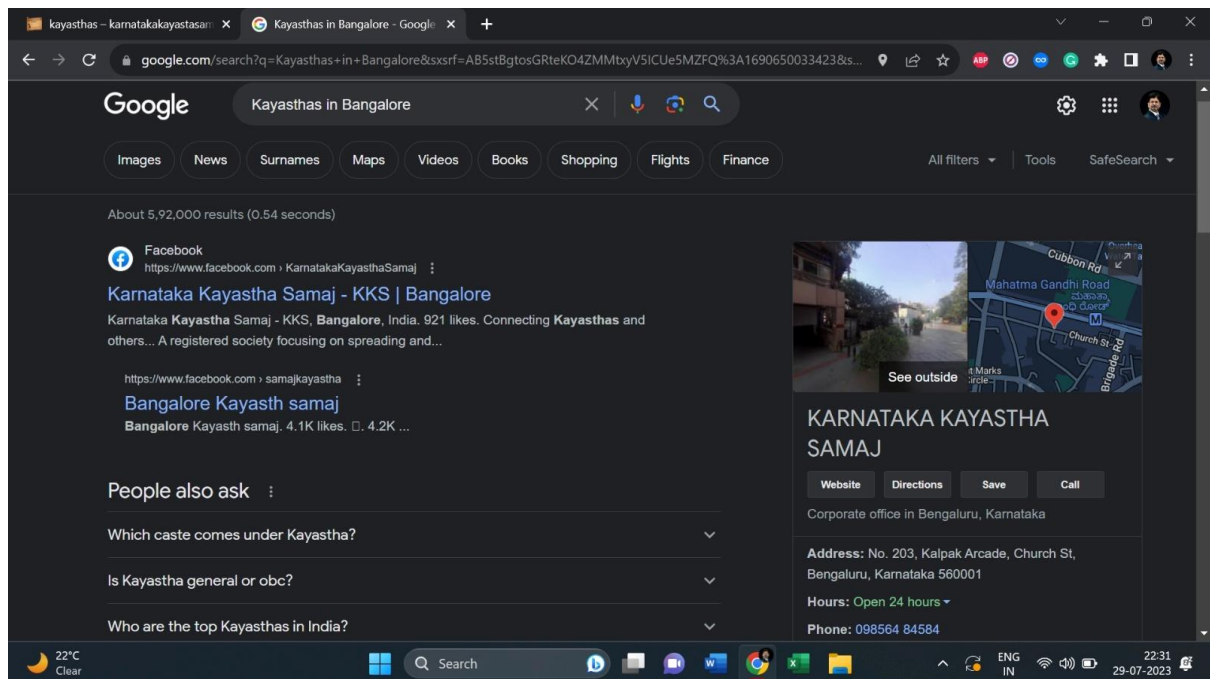 kayasthas – karnatakakayastasam
Kayasthas in Bangalore - Google
google.com/search?q=Kayasthas+in+Bangalore&sxsrf=AB5stBgtosGRteKO4ZMMtxyV5ICUe5MZFQ%3A1690650033423&s...
ABP
Google
Kayasthas in Bangalore
Images News Surnames Maps Videos Books Shopping Flights Finance
All filters Tools SafeSearch
About 5,92,000 results (0.54 seconds)
Facebook
https://www.facebook.com › KarnatakaKayasthaSamaj
Karnataka Kayastha Samaj - KKS | Bangalore
Karnataka Kayastha Samaj - KKS, Bangalore, India. 921 likes. Connecting Kayasthas and
others... A registered society focusing on spreading and...
https://www.facebook.com › samajkayastha
Bangalore Kayasth samaj
Bangalore Kayasth samaj. 4.1K likes. 4.2K ...
People also ask
Which caste comes under Kayastha?
Is Kayastha general or obc?
Who are the top Kayasthas in India?
See outside
Cubbon Rd
Mahatma Gandhi Road
ಮಹಾತ್ಮ
Church St
Brigade Rd
t Marks
Circle
M
KARNATAKA KAYASTHA
SAMAJ
Website Directions Save Call
Corporate office in Bengaluru, Karnataka
Address: No. 203, Kalpak Arcade, Church St,
Bengaluru, Karnataka 560001
Hours: Open 24 hours
Phone: 098564 84584
22°C
Clear
Search
ENG
IN
22:31
29-07-2023